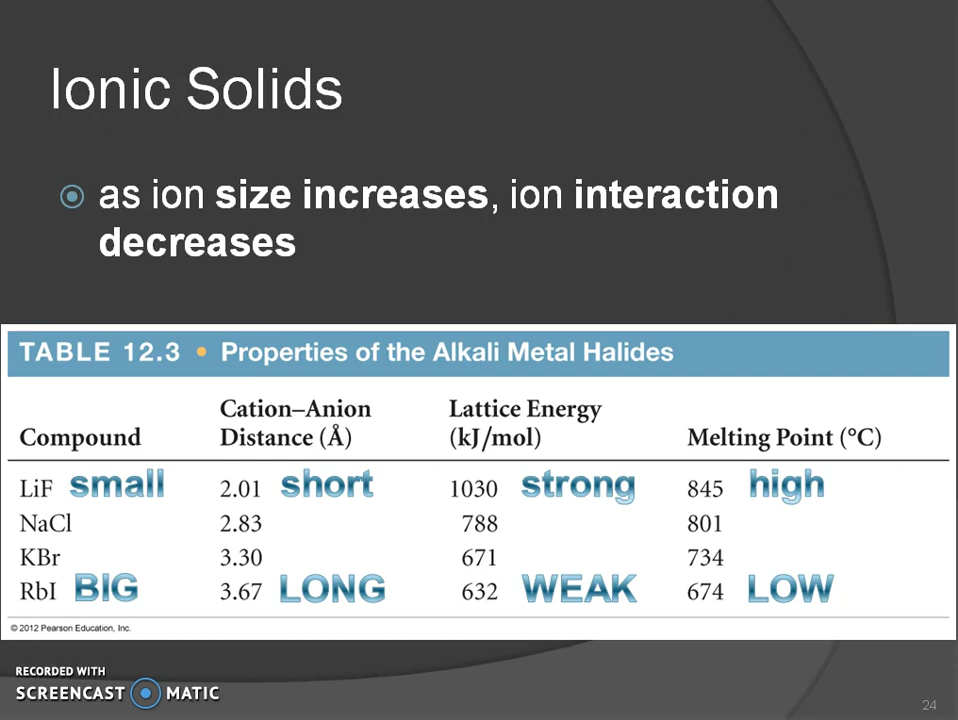 Ionic Solids
as ion size increases, ion interaction
decreases
TABLE 12.3 • Properties of the Alkali Metal Halides
Compound Cation–Anion Distance (Å) Lattice Energy (kJ/mol) Melting Point (°C)
LiF small 2.01 short 1030 strong 845 high
NaCl 2.83 788 801
KBr 3.30 671 734
RbI BIG 3.67 LONG 632 WEAK 674 LOW
© 2012 Pearson Education, Inc.
RECORDED WITH
SCREENCAST MATIC
24